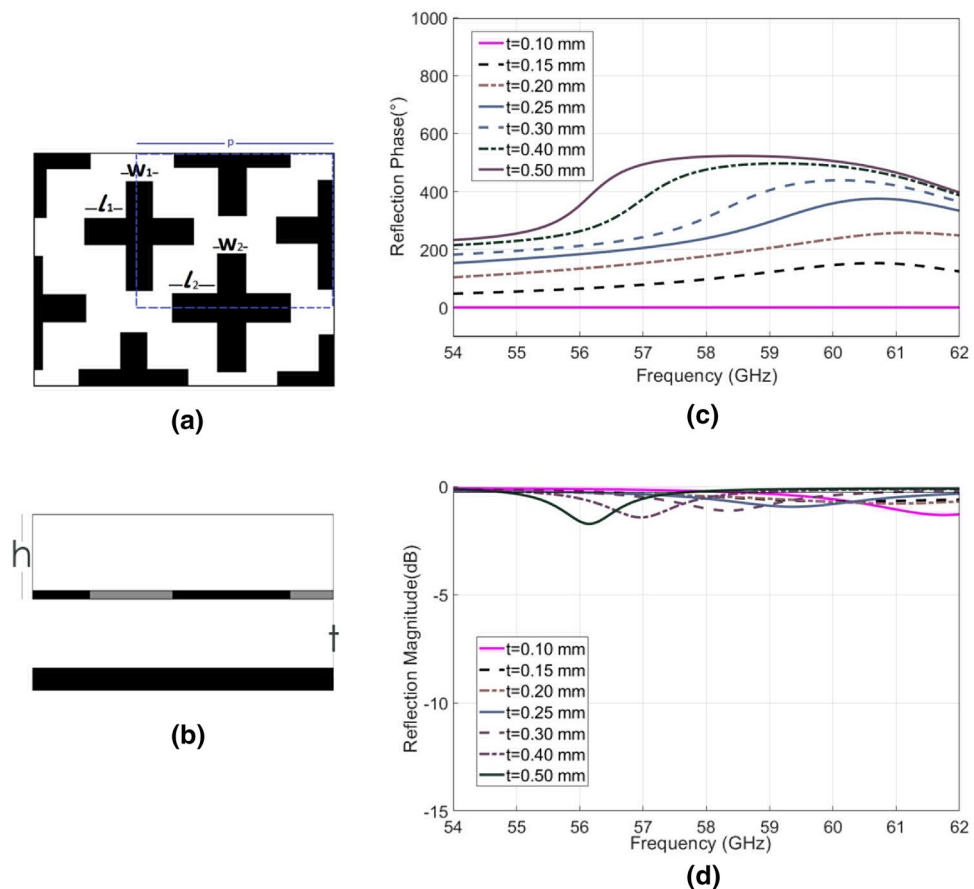 p
w₁
l₁
w₂
l₂
(a)
h
t
(b)
1000
800
600
400
200
0
Reflection Phase(°)
t=0.10 mm
t=0.15 mm
t=0.20 mm
t=0.25 mm
t=0.30 mm
t=0.40 mm
t=0.50 mm
54 55 56 57 58 59 60 61 62
Frequency (GHz)
(c)
0
-5
-10
-15
Reflection Magnitude(dB)
t=0.10 mm
t=0.15 mm
t=0.20 mm
t=0.25 mm
t=0.30 mm
t=0.40 mm
t=0.50 mm
54 55 56 57 58 59 60 61 62
Frequency (GHz)
(d)